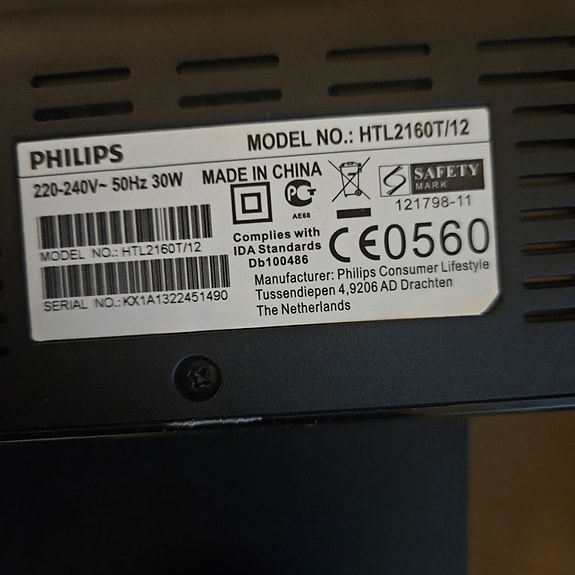 PHILIPS
MODEL NO.: HTL2160T/12
220-240V~ 50Hz 30W
MADE IN CHINA
SAFETY
MARK
AE68
121798-11
MODEL NO.: HTL2160T/12
Complies with
IDA Standards
Db100486
CE0560
SERIAL NO.: KX1A1322451490
Manufacturer: Philips Consumer Lifestyle
Tussendiepen 4,9206 AD Drachten
The Netherlands